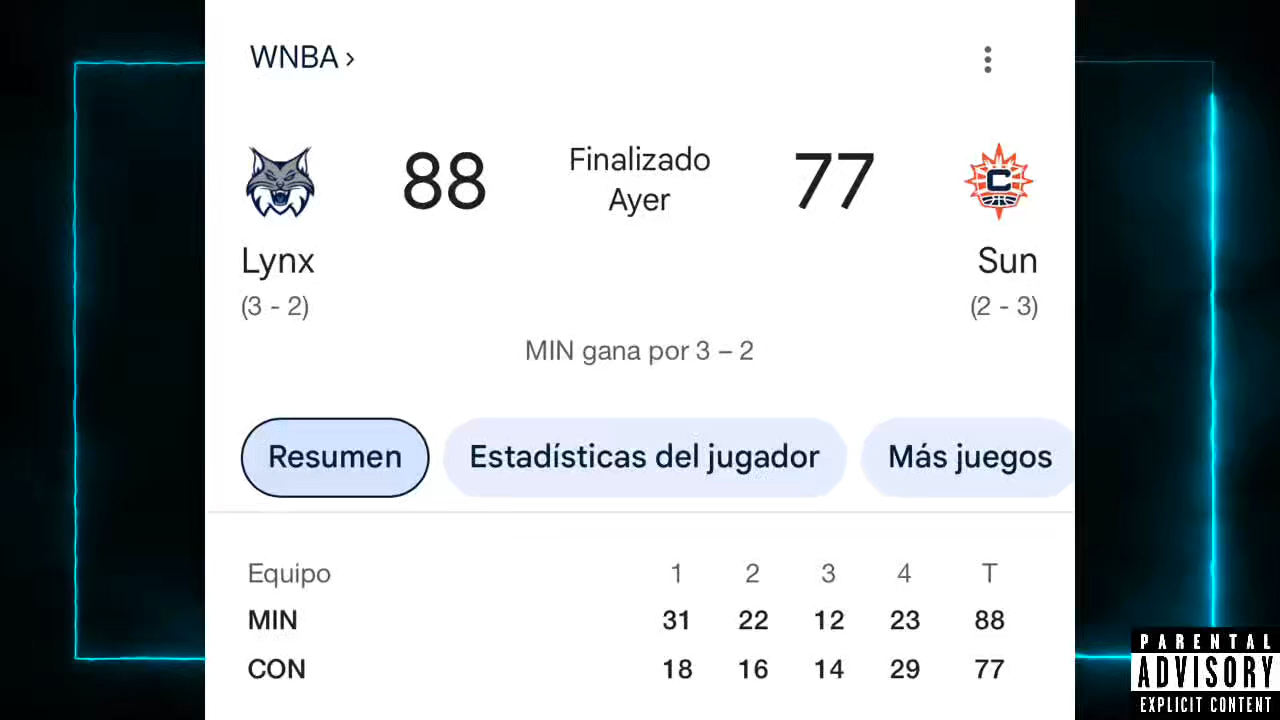 WNBA ›
88 Finalizado 77
Ayer
C
Lynx Sun
(3 - 2) (2 - 3)
MIN gana por 3 – 2
Resumen Estadísticas del jugador Más juegos
Equipo 1 2 3 4 T
MIN 31 22 12 23 88
CON 18 16 14 29 77
PARENTAL
ADVISORY
EXPLICIT CONTENT